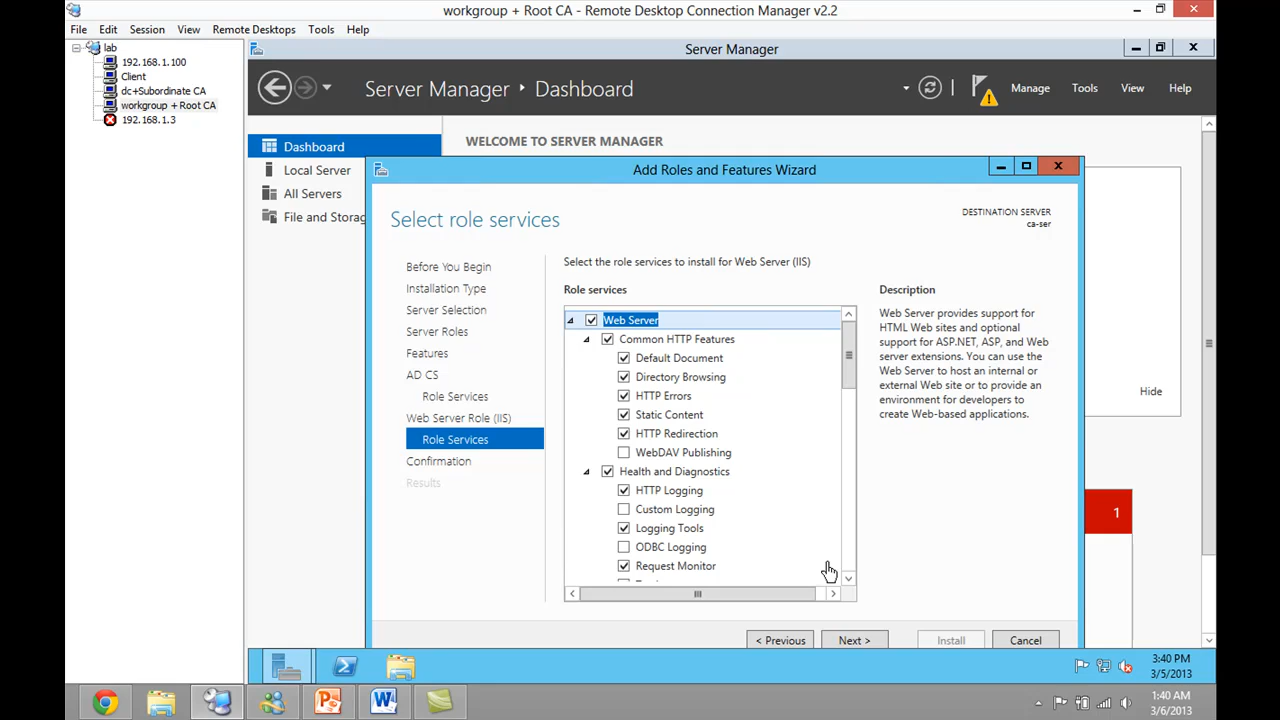 workgroup + Root CA - Remote Desktop Connection Manager v2.2
File Edit Session View Remote Desktops Tools Help
lab
192.168.1.100
Client
dc+Subordinate CA
workgroup + Root CA
192.168.1.3
Server Manager
Server Manager Dashboard
Manage Tools View Help
Dashboard
Local Server
All Servers
File and Storag
WELCOME TO SERVER MANAGER
Hide
1
Add Roles and Features Wizard
Select role services
DESTINATION SERVER
ca-ser
Before You Begin
Installation Type
Server Selection
Server Roles
Features
AD CS
Role Services
Web Server Role (IIS)
Role Services
Confirmation
Results
Select the role services to install for Web Server (IIS)
Role services
Web Server
Common HTTP Features
Default Document
Directory Browsing
HTTP Errors
Static Content
HTTP Redirection
WebDAV Publishing
Health and Diagnostics
HTTP Logging
Custom Logging
Logging Tools
ODBC Logging
Request Monitor
Description
Web Server provides support for
HTML Web sites and optional
support for ASP.NET, ASP, and Web
server extensions. You can use the
Web Server to host an internal or
external Web site or to provide an
environment for developers to
create Web-based applications.
< Previous Next > Install Cancel
3:40 PM
3/5/2013
1:40 AM
3/6/2013